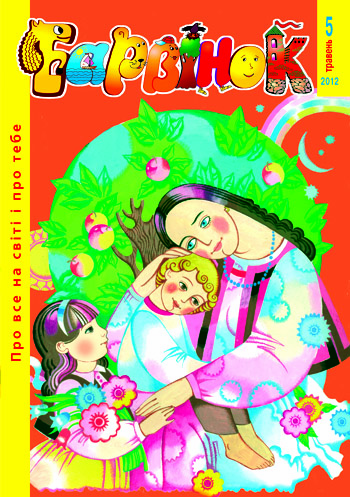 Барвінок
5
травень
2012
Про все на світі і про тебе